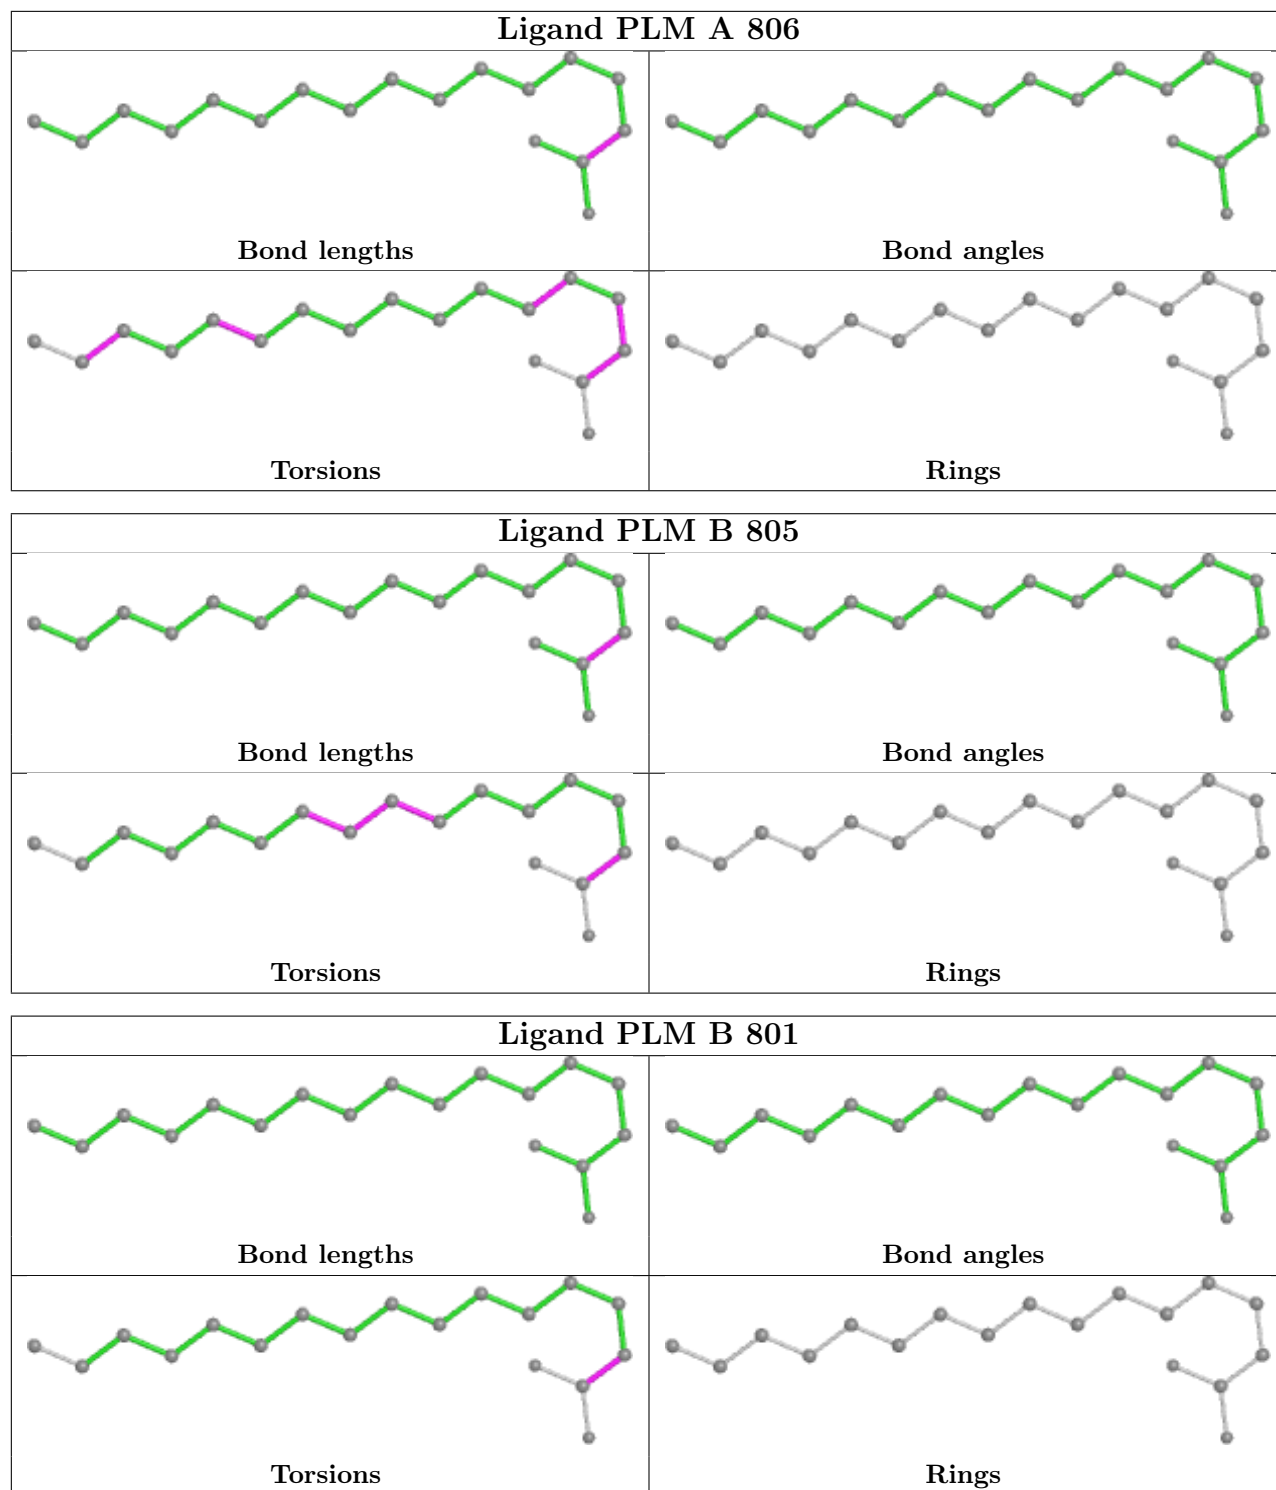 Ligand PLM A 806
Bond lengths
Bond angles
Torsions
Rings
Ligand PLM B 805
Bond lengths
Bond angles
Torsions
Rings
Ligand PLM B 801
Bond lengths
Bond angles
Torsions
Rings